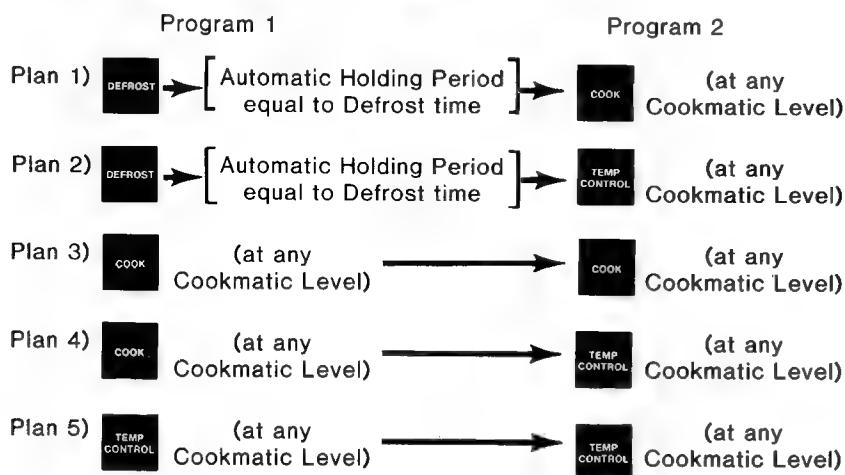 Program 1 Program 2
Plan 1) DEFROST [Automatic Holding Period equal to Defrost time] COOK (at any Cookmatic Level)
Plan 2) DEFROST [Automatic Holding Period equal to Defrost time] TEMP CONTROL (at any Cookmatic Level)
Plan 3) COOK (at any Cookmatic Level) COOK (at any Cookmatic Level)
Plan 4) COOK (at any Cookmatic Level) TEMP CONTROL (at any Cookmatic Level)
Plan 5) TEMP CONTROL (at any Cookmatic Level) TEMP CONTROL (at any Cookmatic Level)